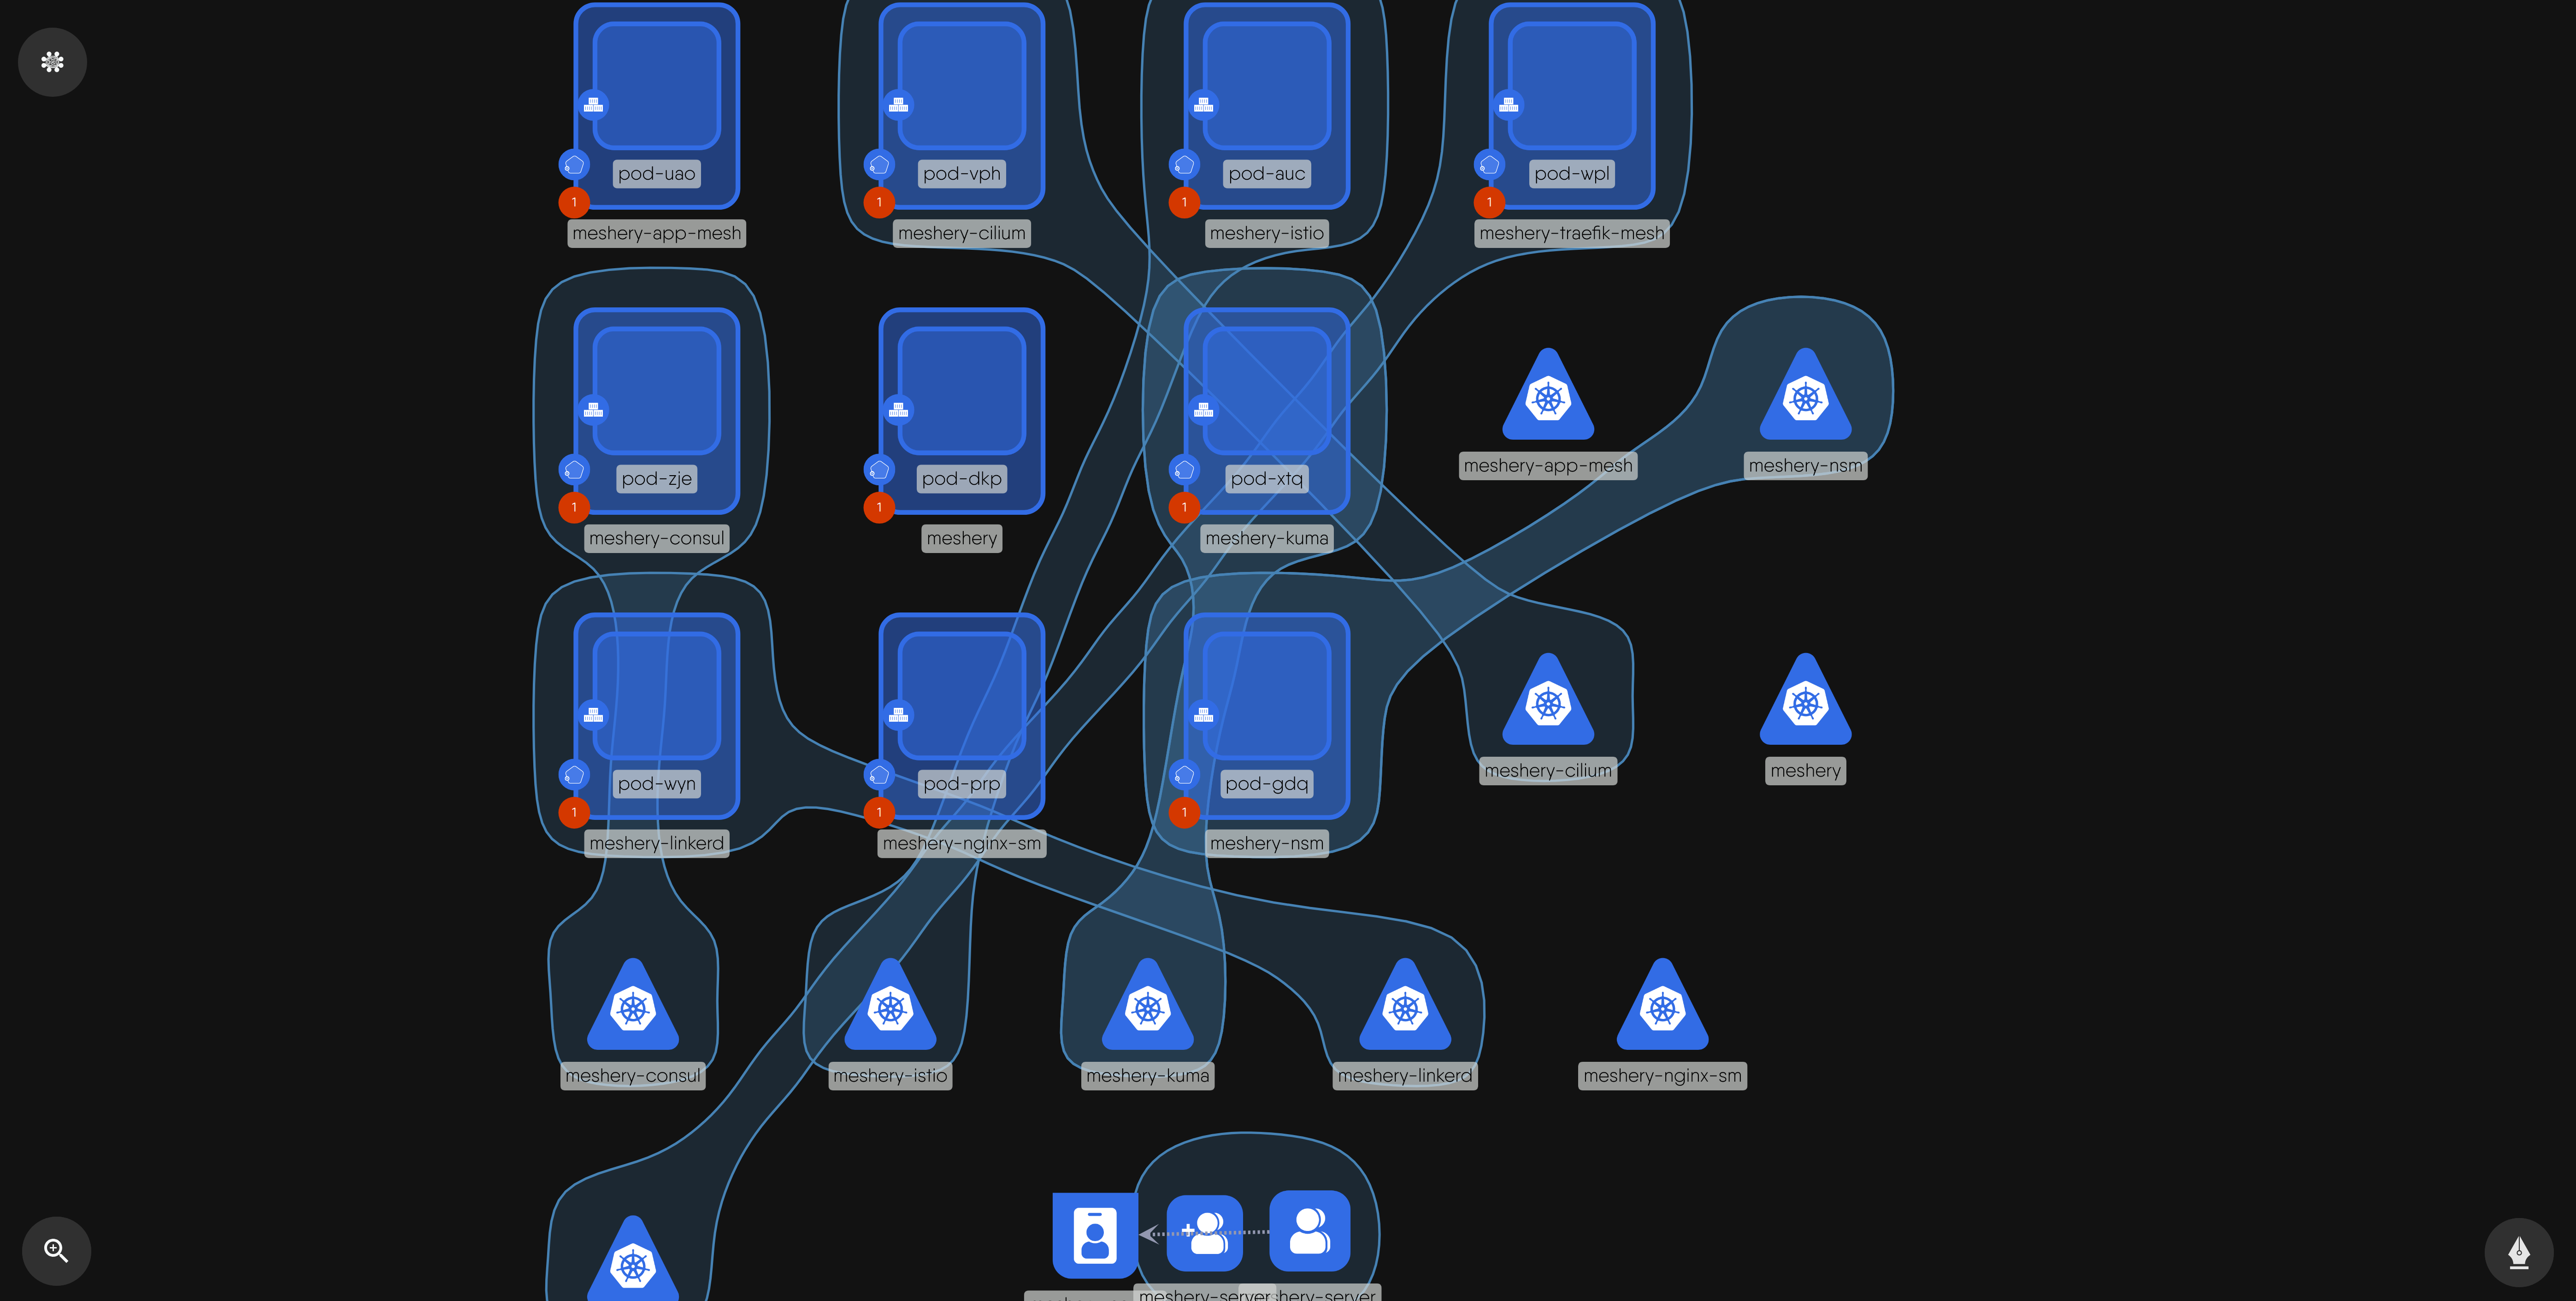 pod-uao
pod-vph
pod-auc
pod-wpl
1
1
1
1
meshery-app-mesh
meshery-cilium
meshery-istio
meshery-traefik-mesh
pod-zje
pod-dkp
pod-xtq
meshery-app-mesh
meshery-nsm
1
1
1
meshery-consul
meshery
meshery-kuma
pod-wyn
pod-prp
pod-gdq
meshery-cilium
meshery
1
1
1
meshery-linkerd
meshery-nginx-sm
meshery-nsm
meshery-consul
meshery-istio
meshery-kuma
meshery-linkerd
meshery-nginx-sm
meshery-server
hery-server